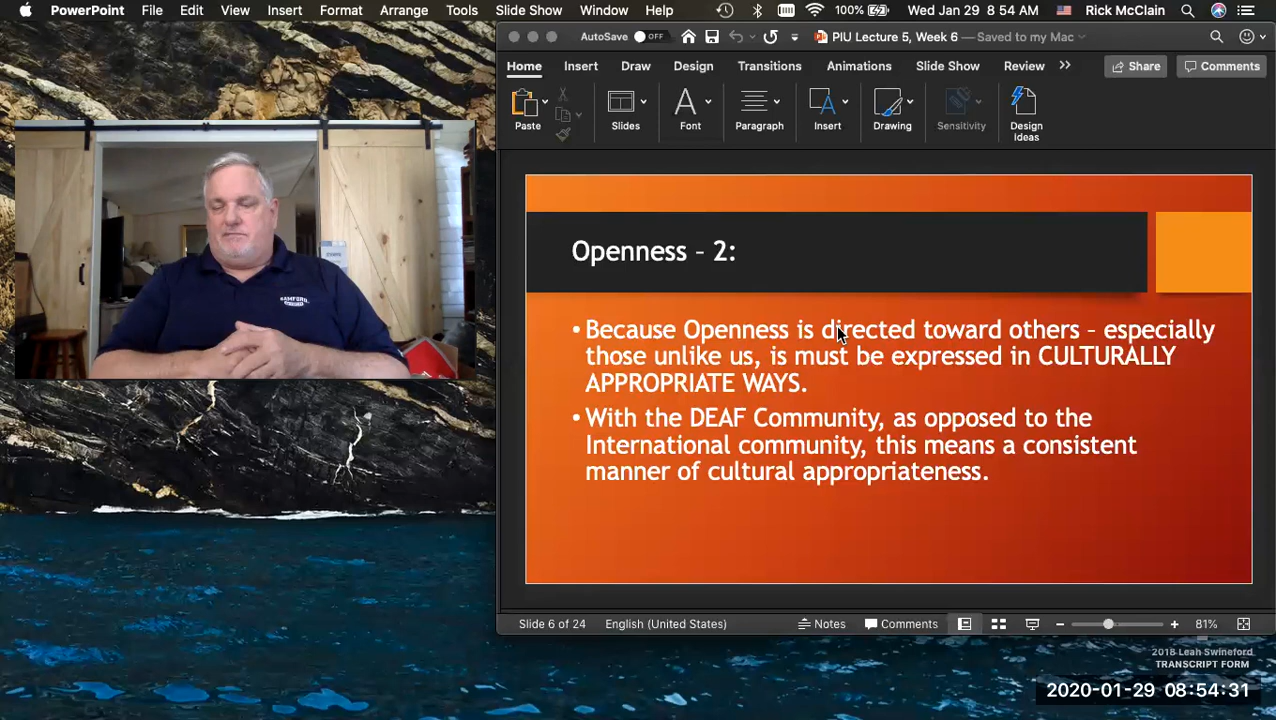 PowerPoint File Edit View Insert Format Arrange Tools Slide Show Window Help 100% Wed Jan 29 8:54 AM Rick McClain
AutoSave OFF PIU Lecture 5, Week 6 — Saved to my Mac
Home Insert Draw Design Transitions Animations Slide Show Review Share Comments
Paste Slides Font Paragraph Insert Drawing Sensitivity Design
Ideas
Openness – 2:
• Because Openness is directed toward others – especially
those unlike us, is must be expressed in CULTURALLY
APPROPRIATE WAYS.
• With the DEAF Community, as opposed to the
International community, this means a consistent
manner of cultural appropriateness.
SAMFORD
Slide 6 of 24 English (United States) Notes Comments 81%
2018 Leah Swineford
TRANSCRIPT FORM
2020-01-29 08:54:31